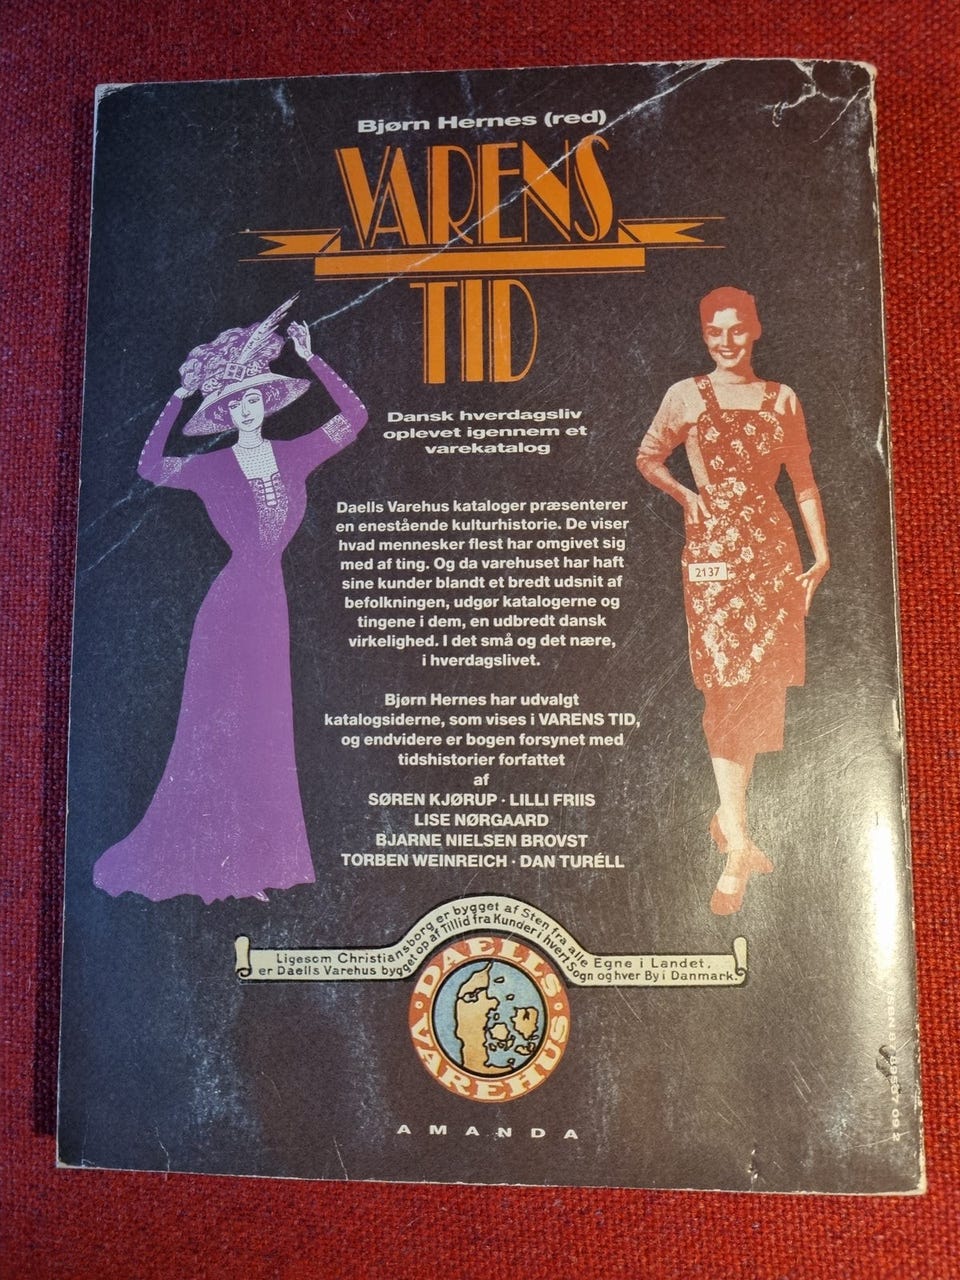 Bjørn Hernes (red)
VARENS
TID
Dansk hverdagsliv
oplevet igennem et
varekatalog
Daells Varehus kataloger præsenterer
en enestående kulturhistorie. De viser
hvad mennesker flest har omgivet sig
med af ting. Og da varehuset har haft
sine kunder blandt et bredt udsnit af
befolkningen, udgør katalogerne og
tingene i dem, en udbredt dansk
virkelighed. I det små og det nære,
i hverdagslivet.
2137
Bjørn Hernes har udvalgt
katalogsiderne, som vises i VARENS TID,
og endvidere er bogen forsynet med
tidshistorier forfattet
af
SØREN KJØRUP · LILLI FRIIS
LISE NØRGAARD
BJARNE NIELSEN BROVST
TORBEN WEINREICH · DAN TURÉLL
Ligesom Christiansborg er bygget af Sten fra alle Egne i Landet,
er Daells Varehus bygget op af Tillid fra Kunder i hvert Sogn og hver By i Danmark.
DAELLS
VAREHUS
AMANDA
ISBN